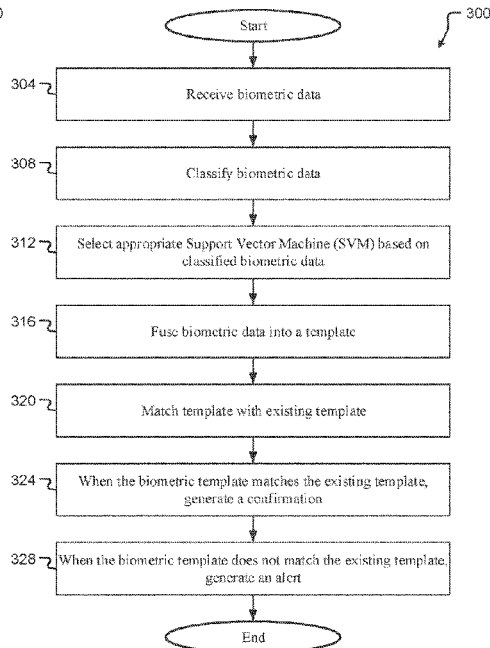 Start
300
304
Receive biometric data
308
Classify biometric data
312
Select appropriate Support Vector Machine (SVM) based on
classified biometric data
316
Fuse biometric data into a template
320
Match template with existing template
324
When the biometric template matches the existing template,
generate a confirmation
328
When the biometric template does not match the existing template,
generate an alert
End